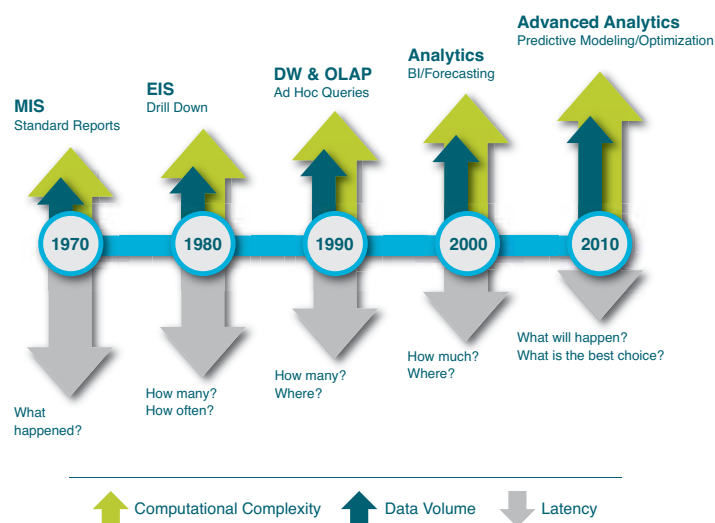 MIS
Standard Reports
EIS
Drill Down
DW & OLAP
Ad Hoc Queries
Analytics
BI/Forecasting
Advanced Analytics
Predictive Modeling/Optimization
1970
1980
1990
2000
2010
What
happened?
How many?
How often?
How many?
Where?
How much?
Where?
What will happen?
What is the best choice?
Computational Complexity
Data Volume
Latency